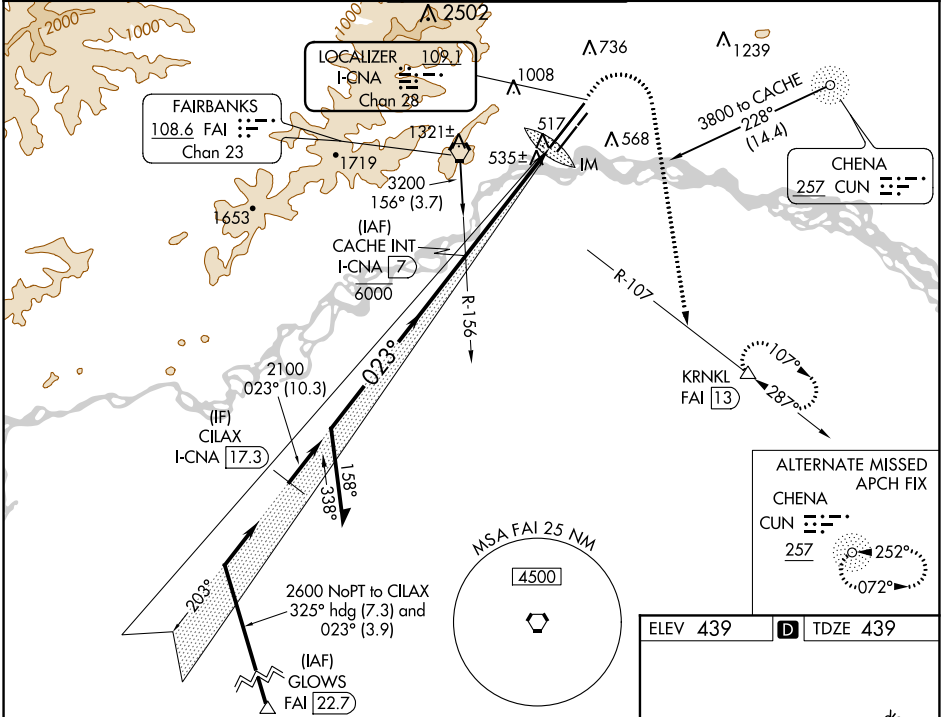 2000
1000
1000
2502
LOCALIZER 109.1
I-CNA
Chan 28
736
1239
1008
FAIRBANKS
108.6 FAI
Chan 23
1321±
1719
1653
517
535±
568
IM
3800 to CACHE
228°
(14.4)
CHENA
257 CUN
3200
156° (3.7)
(IAF)
CACHE INT
I-CNA 7
6000
R-156
R-107
023°
2100
023° (10.3)
(IF)
CILAX
I-CNA 17.3
158°
338°
203°
KRNKL
FAI 13
107°
287°
2600 NoPT to CILAX
325° hdg (7.3) and
023° (3.9)
(IAF)
GLOWS
FAI 22.7
MSA FAI 25 NM
4500
ALTERNATE MISSED
APCH FIX
CHENA
CUN
257
252°
072°
ELEV 439 D TDZE 439